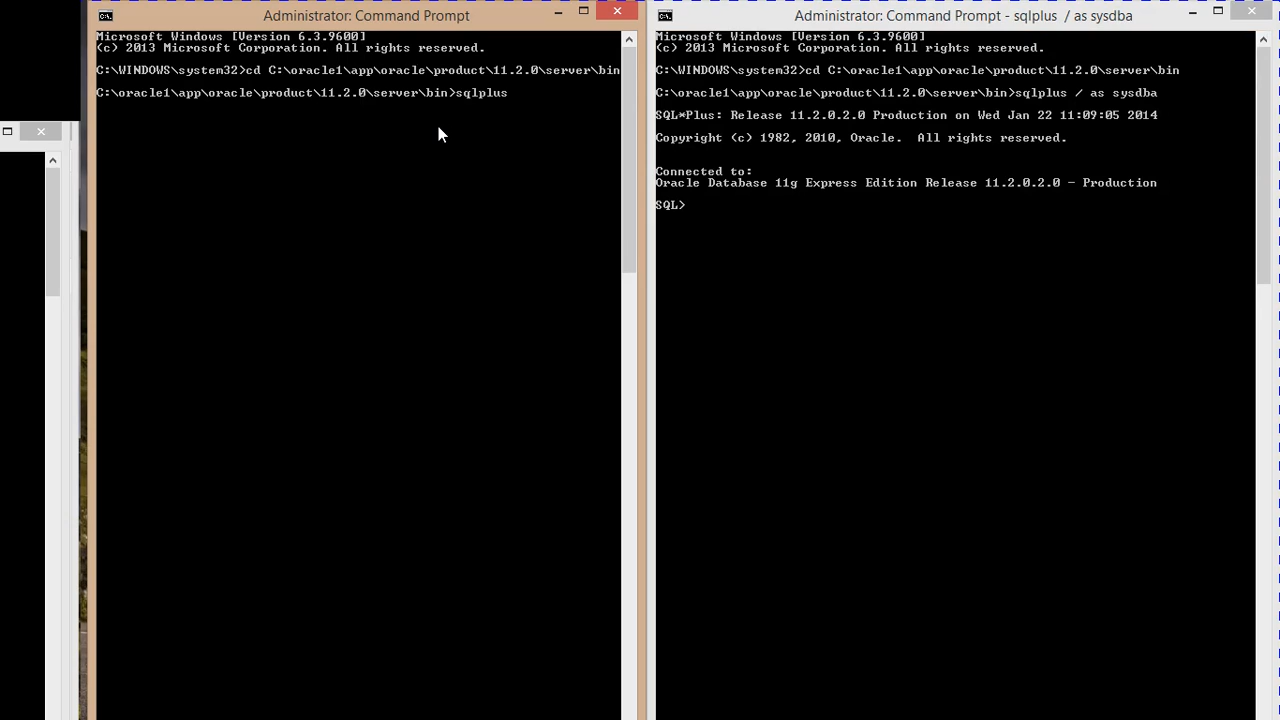 Administrator: Command Prompt
Microsoft Windows [Version 6.3.9600]
(c) 2013 Microsoft Corporation. All rights reserved.
C:\WINDOWS\system32>cd C:\oracle1\app\oracle\product\11.2.0\server\bin
C:\oracle1\app\oracle\product\11.2.0\server\bin>sqlplus
Administrator: Command Prompt - sqlplus / as sysdba
Microsoft Windows [Version 6.3.9600]
(c) 2013 Microsoft Corporation. All rights reserved.
C:\WINDOWS\system32>cd C:\oracle1\app\oracle\product\11.2.0\server\bin
C:\oracle1\app\oracle\product\11.2.0\server\bin>sqlplus / as sysdba
SQL*Plus: Release 11.2.0.2.0 Production on Wed Jan 22 11:09:05 2014
Copyright (c) 1982, 2010, Oracle.  All rights reserved.
Connected to:
Oracle Database 11g Express Edition Release 11.2.0.2.0 - Production
SQL>